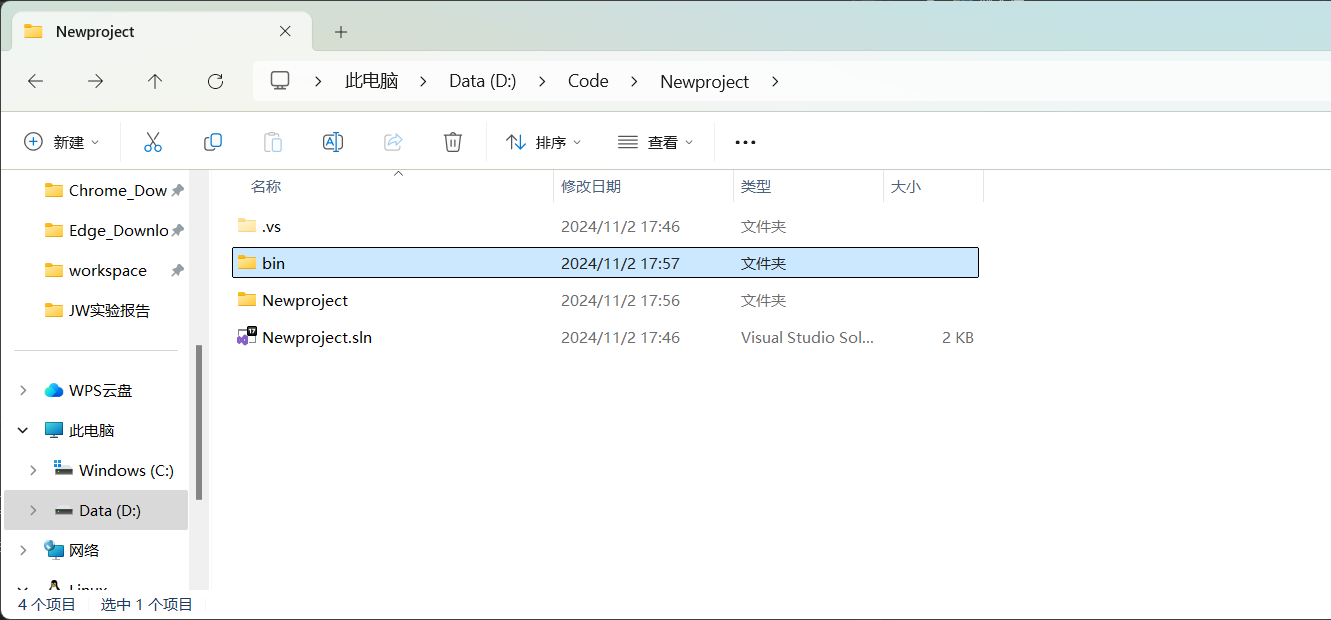 Newproject
此电脑 Data (D:) Code Newproject
新建 排序 查看
Chrome_Dow
Edge_Downlo
workspace
JW实验报告
WPS云盘
此电脑
Windows (C:)
Data (D:)
网络
Linux
名称 修改日期 类型 大小
.vs 2024/11/2 17:46 文件夹
bin 2024/11/2 17:57 文件夹
Newproject 2024/11/2 17:56 文件夹
Newproject.sln 2024/11/2 17:46 Visual Studio Sol... 2 KB
4 个项目 选中 1 个项目